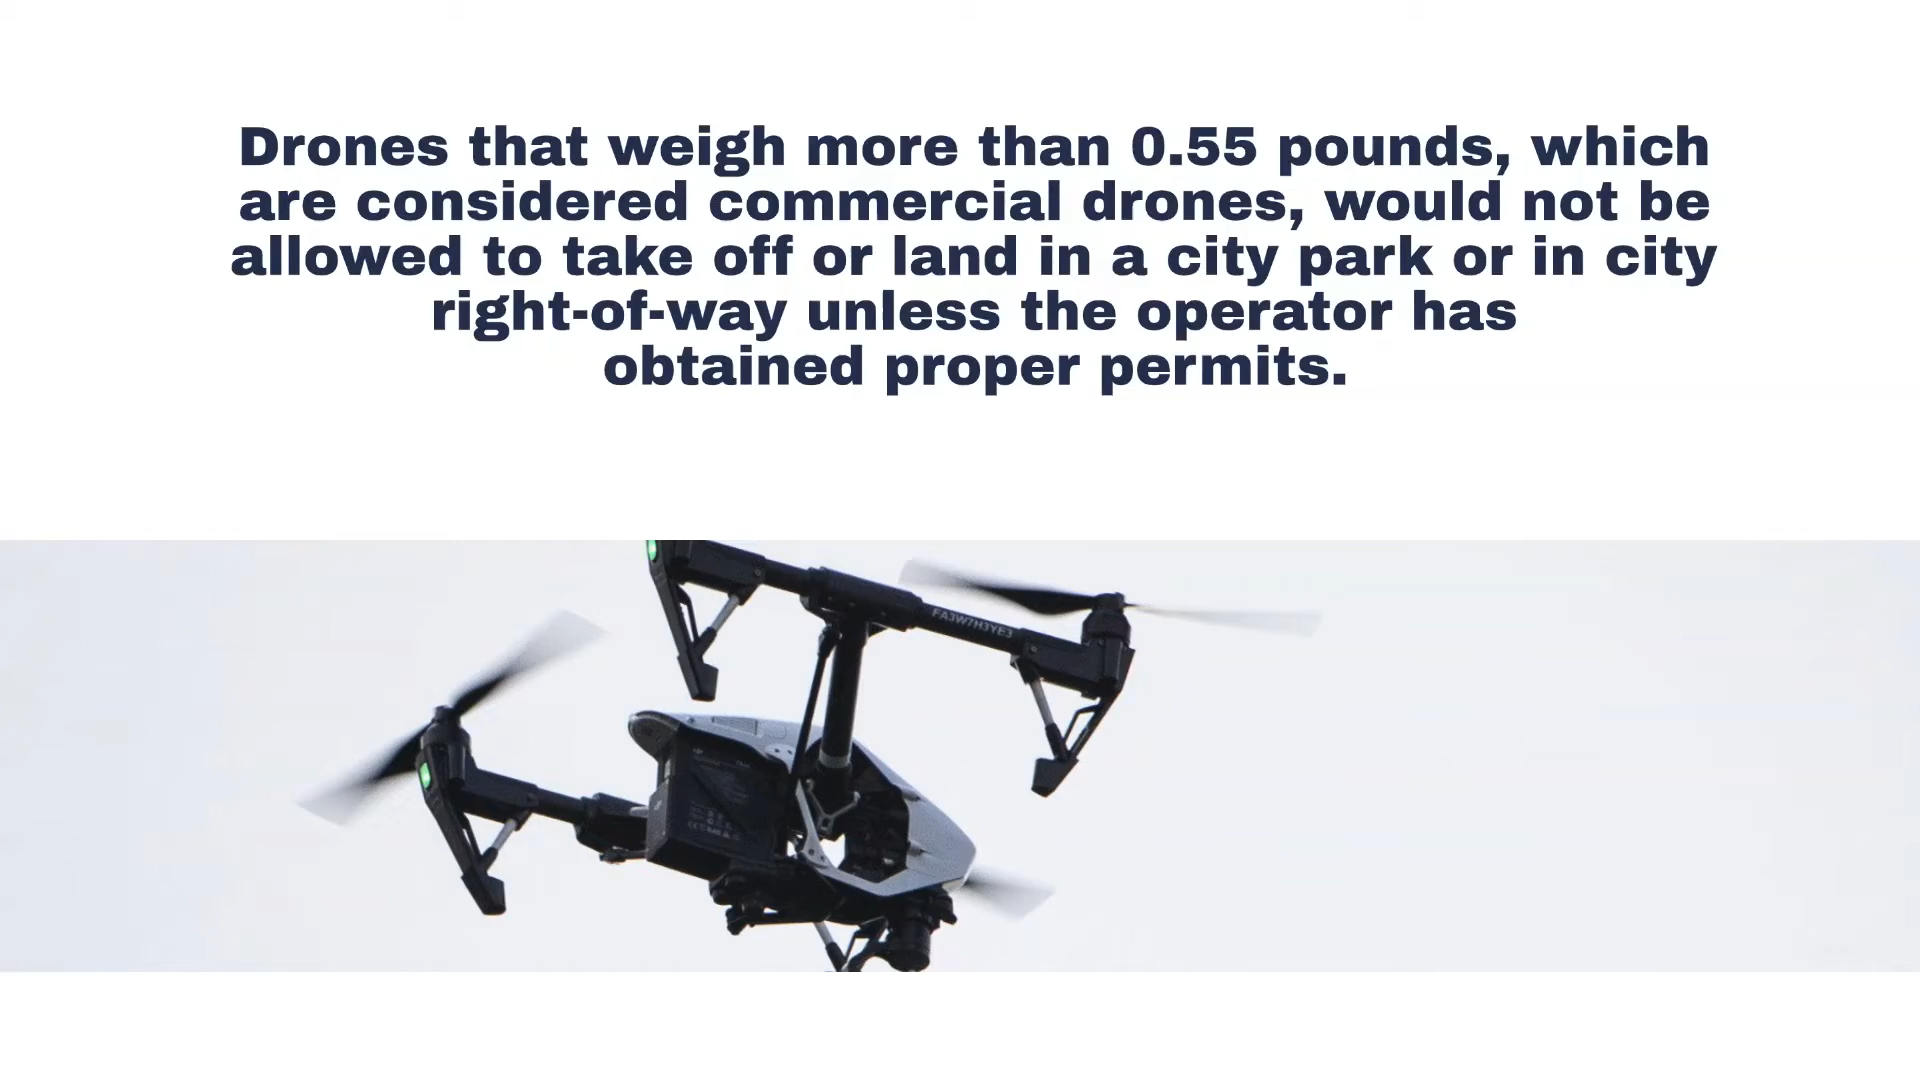 Drones that weigh more than 0.55 pounds, which
are considered commercial drones, would not be
allowed to take off or land in a city park or in city
right-of-way unless the operator has
obtained proper permits.
FA3W7H3YE3